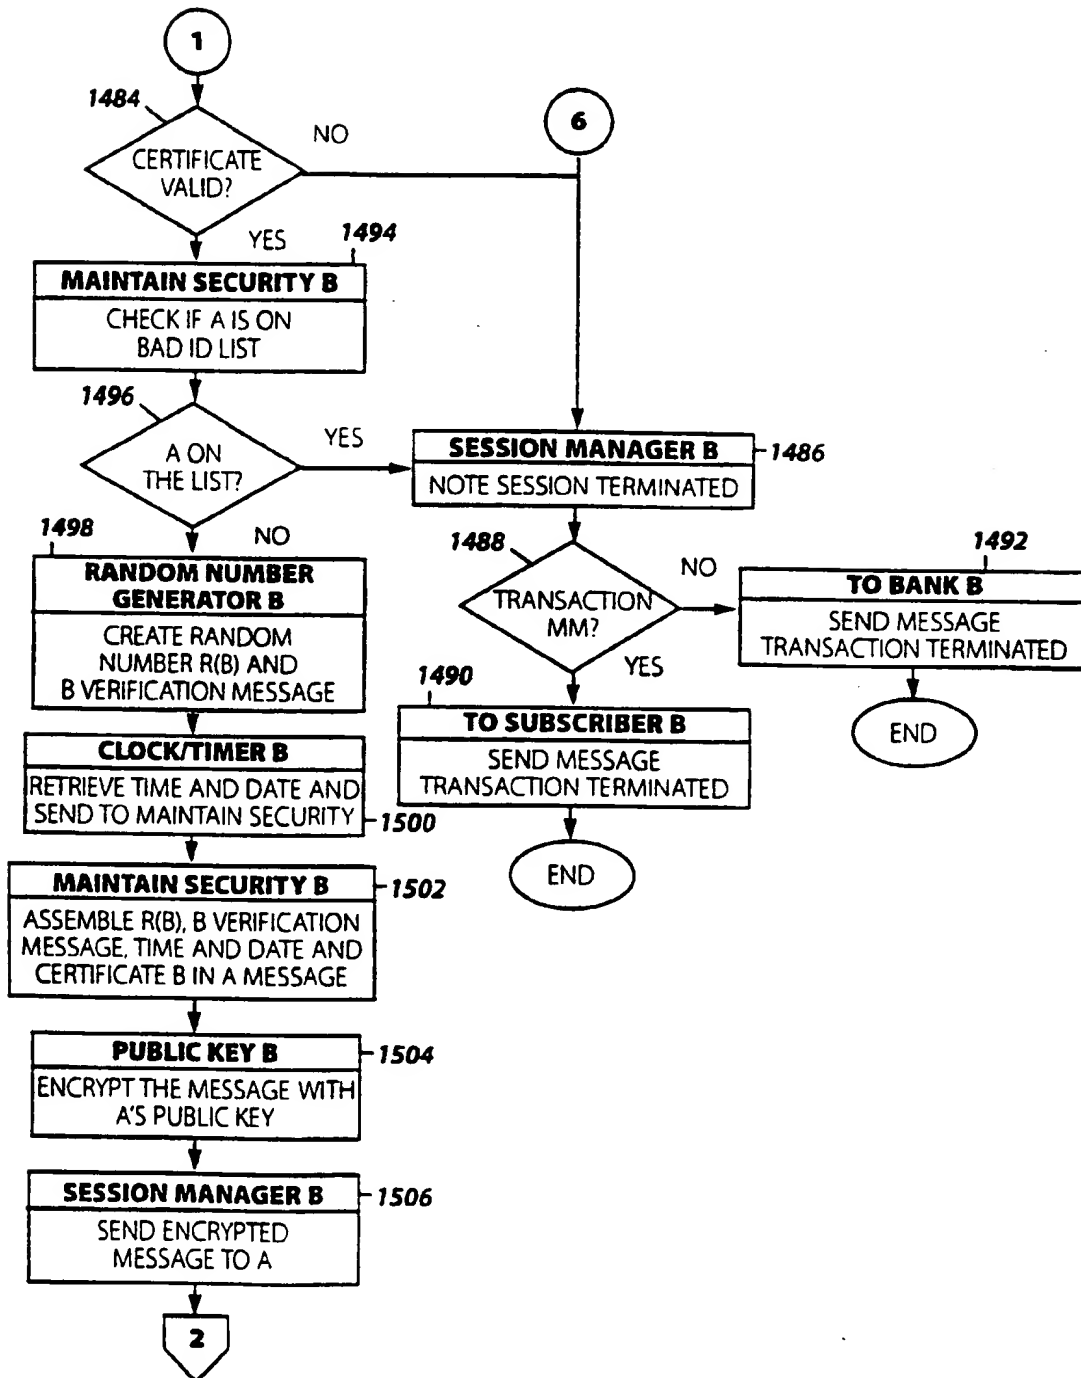 1
1484
CERTIFICATE
VALID?
NO
6
YES
1494
MAINTAIN SECURITY B
CHECK IF A IS ON
BAD ID LIST
1496
A ON
THE LIST?
YES
SESSION MANAGER B
1486
NOTE SESSION TERMINATED
NO
1498
RANDOM NUMBER
GENERATOR B
CREATE RANDOM
NUMBER R(B) AND
B VERIFICATION MESSAGE
1488
TRANSACTION
MM?
NO
1492
TO BANK B
SEND MESSAGE
TRANSACTION TERMINATED
END
YES
1490
TO SUBSCRIBER B
SEND MESSAGE
TRANSACTION TERMINATED
END
CLOCK/TIMER B
RETRIEVE TIME AND DATE AND
SEND TO MAINTAIN SECURITY
1500
MAINTAIN SECURITY B
1502
ASSEMBLE R(B), B VERIFICATION
MESSAGE, TIME AND DATE AND
CERTIFICATE B IN A MESSAGE
PUBLIC KEY B
1504
ENCRYPT THE MESSAGE WITH
A'S PUBLIC KEY
SESSION MANAGER B
1506
SEND ENCRYPTED
MESSAGE TO A
2